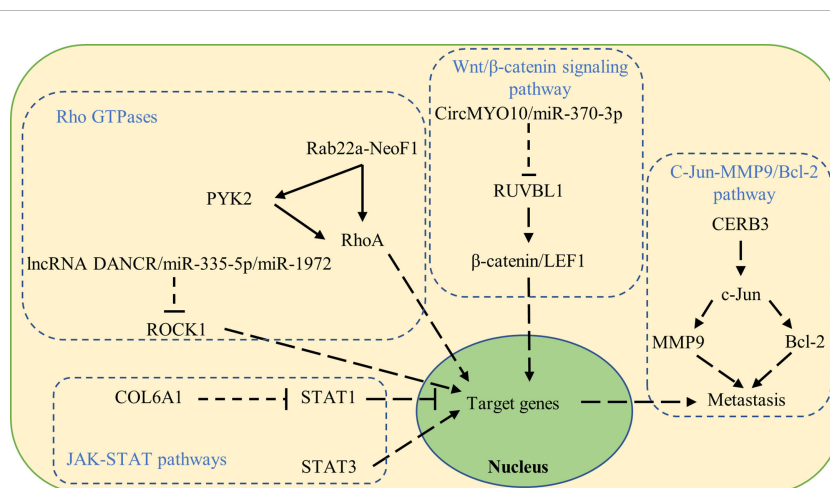 Wnt/β-catenin signaling
pathway
CircMYO10/miR-370-3p
RUVBL1
β-catenin/LEF1
Rho GTPases
Rab22a-NeoF1
PYK2
RhoA
lncRNA DANCR/miR-335-5p/miR-1972
ROCK1
C-Jun-MMP9/Bcl-2
pathway
CERB3
c-Jun
MMP9
Bcl-2
Metastasis
COL6A1
STAT1
JAK-STAT pathways
STAT3
Target genes
Nucleus